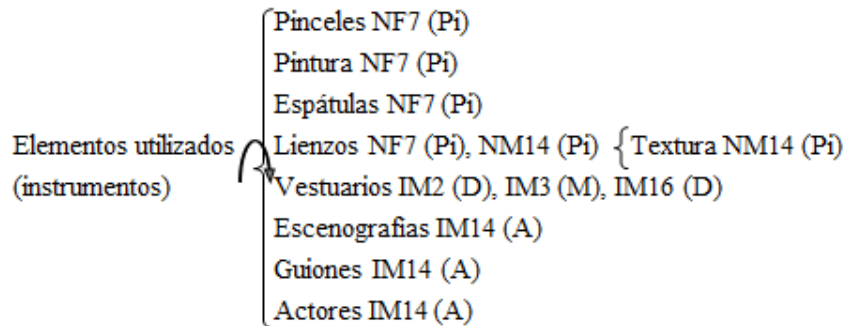 Pinceles NF7 (Pi)
Pintura NF7 (Pi)
Espátulas NF7 (Pi)
Elementos utilizados
(instrumentos)
Lienzos NF7 (Pi), NM14 (Pi) { Textura NM14 (Pi)
Vestuarios IM2 (D), IM3 (M), IM16 (D)
Escenografías IM14 (A)
Guiones IM14 (A)
Actores IM14 (A)